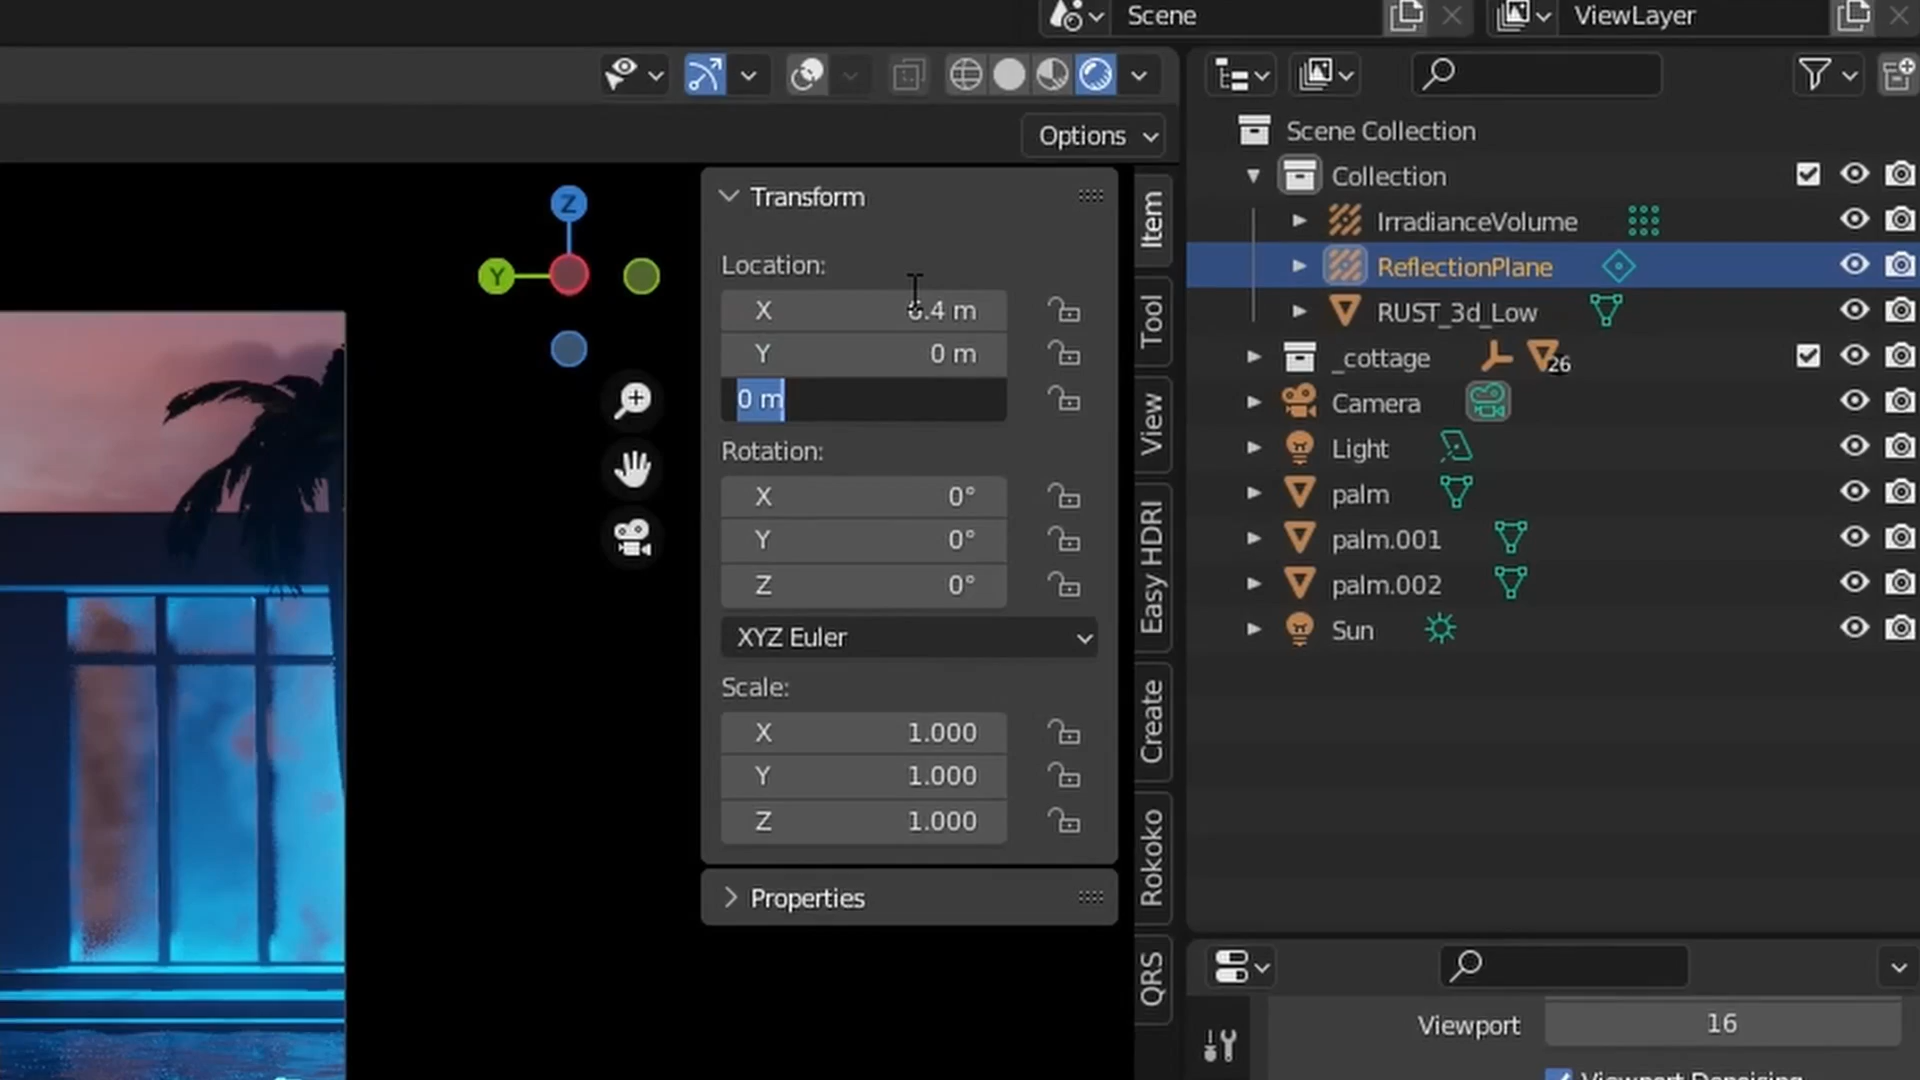 Scene
ViewLayer
Options
Scene Collection
Collection
IrradianceVolume
ReflectionPlane
RUST_3d_Low
_cottage
26
Camera
Light
palm
palm.001
palm.002
Sun
Z
Y
Transform
Location:
X
Y 0 m
0 m
Rotation:
X 0°
Y 0°
Z 0°
XYZ Euler
Scale:
X 1.000
Y 1.000
Z 1.000
Properties
Item
Tool
View
Easy HDRI
Create
Rokoko
QRS
Viewport 16
Viewport Denoising